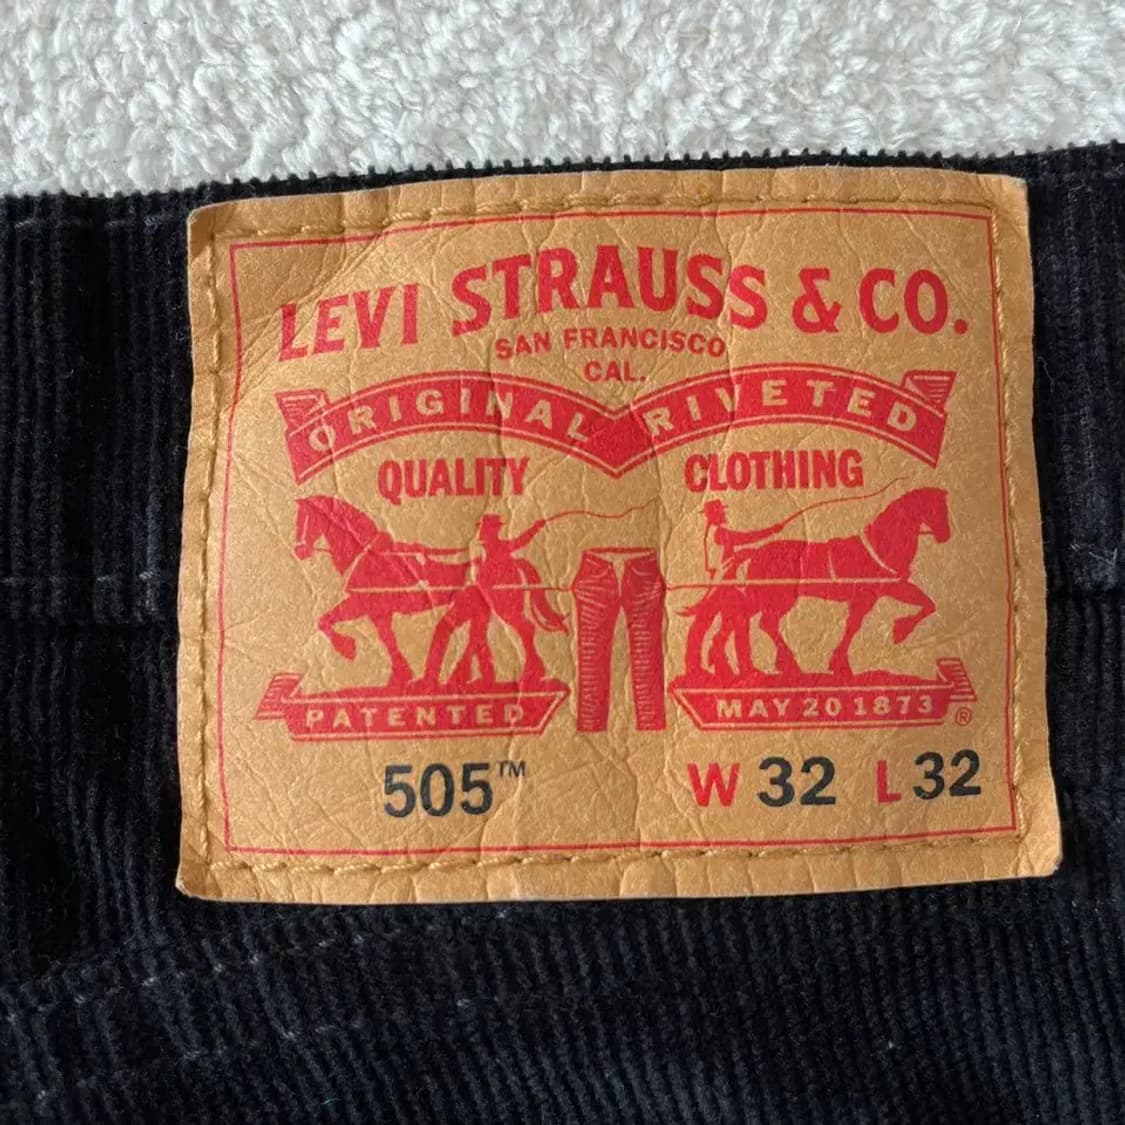 LEVI STRAUSS & CO.
SAN FRANCISCO
CAL.
ORIGINAL RIVETED
QUALITY CLOTHING
PATENTED MAY 20 1873 ®
505™ W 32 L 32